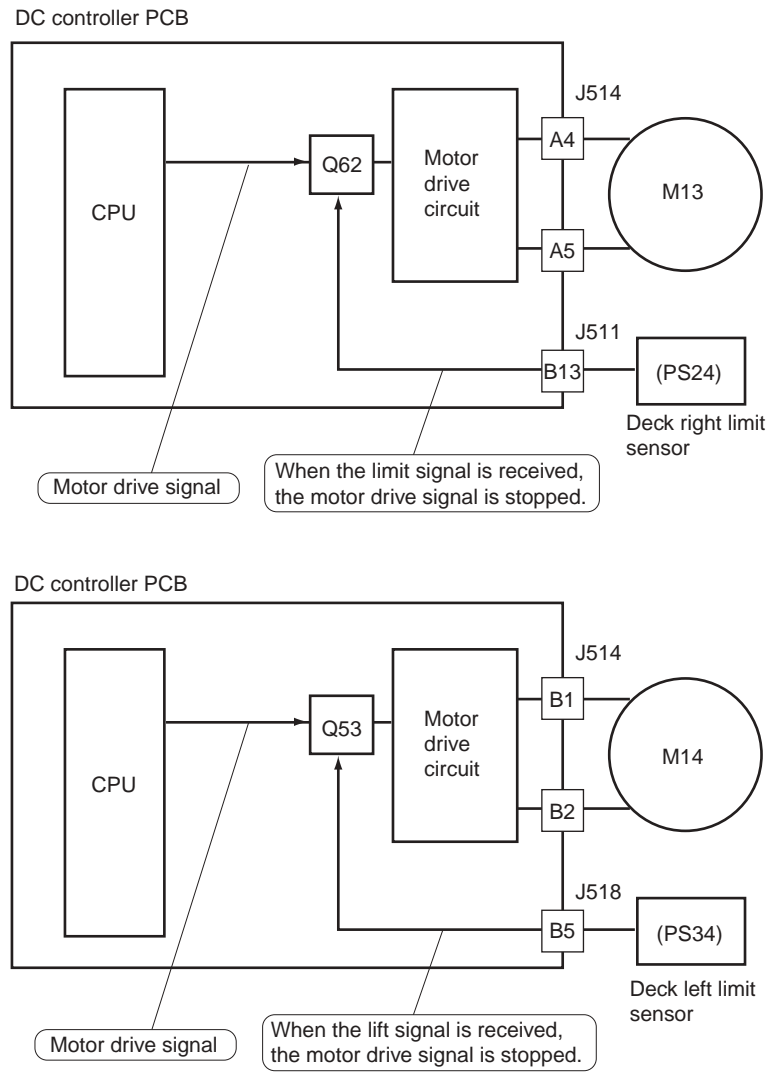 DC controller PCB
J514
A4
Q62
Motor
drive
circuit
M13
CPU
A5
J511
B13
(PS24)
Deck right limit
sensor
Motor drive signal
When the limit signal is received,
the motor drive signal is stopped.
DC controller PCB
J514
B1
Q53
Motor
drive
circuit
M14
CPU
B2
J518
B5
(PS34)
Deck left limit
sensor
Motor drive signal
When the lift signal is received,
the motor drive signal is stopped.